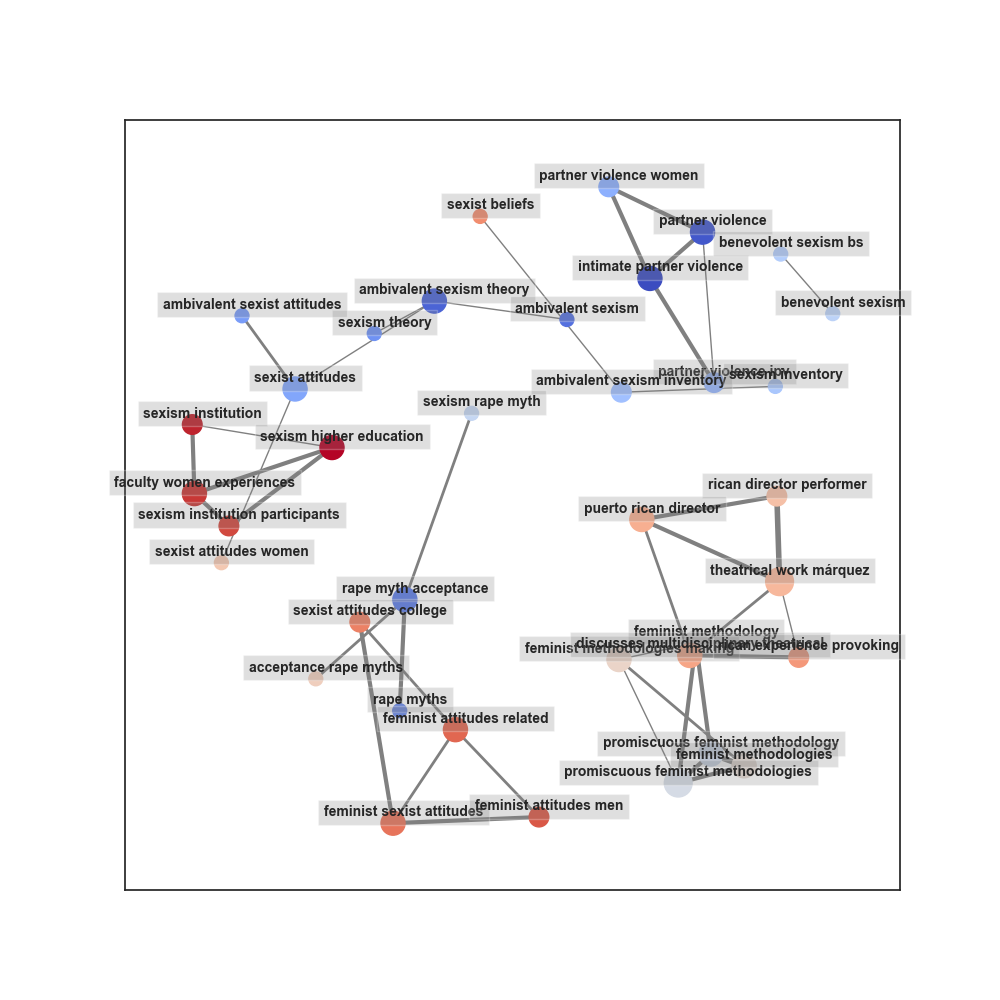 partner violence women
sexist beliefs
partner violence
benevolent sexism bs
intimate partner violence
ambivalent sexism theory
ambivalent sexist attitudes
benevolent sexism
ambivalent sexism
sexism theory
partner violence ipv
sexism inventory
sexist attitudes
ambivalent sexism inventory
sexism rape myth
sexism institution
sexism higher education
faculty women experiences
rican director performer
puerto rican director
sexism institution participants
sexist attitudes women
theatrical work márquez
rape myth acceptance
sexist attitudes college
feminist methodology
discusses multidisciplinary theatrical
rican experience provoking
feminist methodologies making
acceptance rape myths
rape myths
feminist attitudes related
promiscuous feminist methodology
feminist methodologies
promiscuous feminist methodologies
feminist attitudes men
feminist sexist attitudes